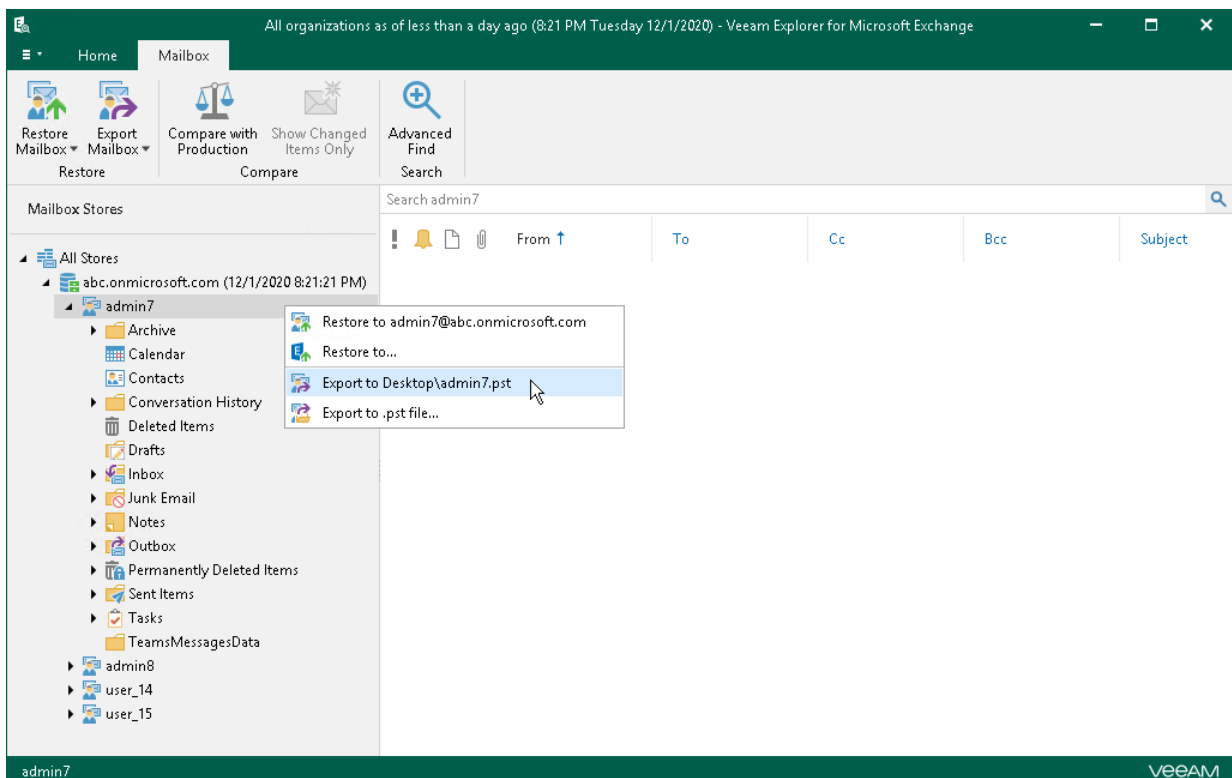 All organizations as of less than a day ago (8:21 PM Tuesday 12/1/2020) - Veeam Explorer for Microsoft Exchange
Home Mailbox
Restore Mailbox
Export Mailbox
Compare with Production
Show Changed Items Only
Advanced Find
Restore Compare Search
Mailbox Stores
Search admin7
From To Cc Bcc Subject
All Stores
abc.onmicrosoft.com (12/1/2020 8:21:21 PM)
admin7
Archive
Calendar
Contacts
Conversation History
Deleted Items
Drafts
Inbox
Junk Email
Notes
Outbox
Permanently Deleted Items
Sent Items
Tasks
TeamsMessagesData
admin8
user_14
user_15
Restore to admin7@abc.onmicrosoft.com
Restore to...
Export to Desktop\admin7.pst
Export to .pst file...
admin7
veeAM